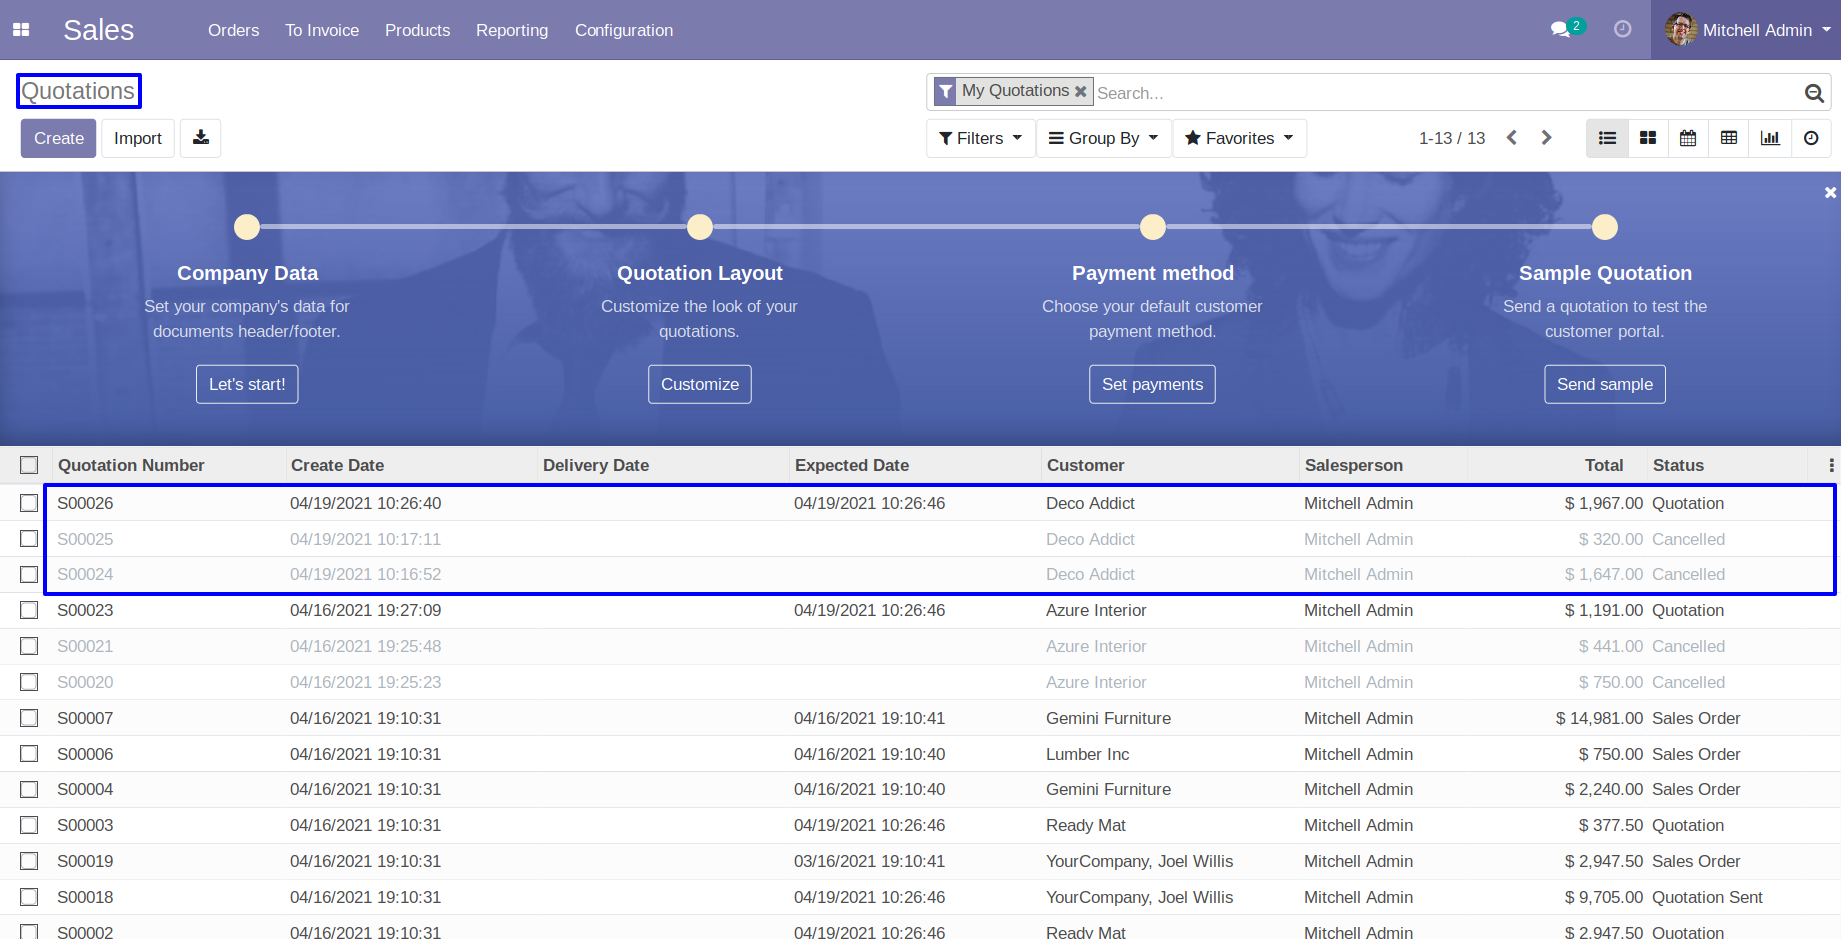 Sales Orders To Invoice Products Reporting Configuration 2 Mitchell Admin
Quotations My Quotations Search...
Create Import Filters Group By Favorites 1-13 / 13
Company Data Quotation Layout Payment method Sample Quotation
Set your company's data for Customize the look of your Choose your default customer Send a quotation to test the
documents header/footer. quotations. payment method. customer portal.
Let's start! Customize Set payments Send sample
Quotation Number Create Date Delivery Date Expected Date Customer Salesperson Total Status
S00026 04/19/2021 10:26:40 04/19/2021 10:26:46 Deco Addict Mitchell Admin $ 1,967.00 Quotation
S00025 04/19/2021 10:17:11 Deco Addict Mitchell Admin $ 320.00 Cancelled
S00024 04/19/2021 10:16:52 Deco Addict Mitchell Admin $ 1,647.00 Cancelled
S00023 04/16/2021 19:27:09 04/19/2021 10:26:46 Azure Interior Mitchell Admin $ 1,191.00 Quotation
S00021 04/16/2021 19:25:48 Azure Interior Mitchell Admin $ 441.00 Cancelled
S00020 04/16/2021 19:25:23 Azure Interior Mitchell Admin $ 750.00 Cancelled
S00007 04/16/2021 19:10:31 04/16/2021 19:10:41 Gemini Furniture Mitchell Admin $ 14,981.00 Sales Order
S00006 04/16/2021 19:10:31 04/16/2021 19:10:40 Lumber Inc Mitchell Admin $ 750.00 Sales Order
S00004 04/16/2021 19:10:31 04/16/2021 19:10:40 Gemini Furniture Mitchell Admin $ 2,240.00 Sales Order
S00003 04/16/2021 19:10:31 04/19/2021 10:26:46 Ready Mat Mitchell Admin $ 377.50 Quotation
S00019 04/16/2021 19:10:31 03/16/2021 19:10:41 YourCompany, Joel Willis Mitchell Admin $ 2,947.50 Sales Order
S00018 04/16/2021 19:10:31 04/19/2021 10:26:46 YourCompany, Joel Willis Mitchell Admin $ 9,705.00 Quotation Sent
S00002 04/16/2021 19:10:31 04/19/2021 10:26:46 Ready Mat Mitchell Admin $ 2,947.50 Quotation